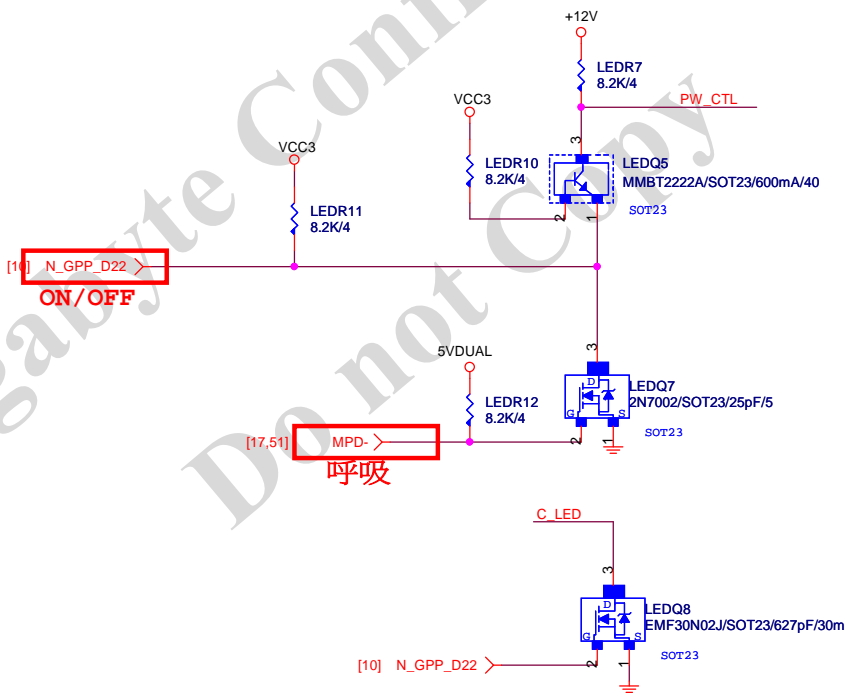 +12V
LEDR7
8.2K/4
PW_CTL
VCC3
3
LEDR10
8.2K/4
LEDQ5
MMBT2222A/SOT23/600mA/40
SOT23
2
1
VCC3
LEDR11
8.2K/4
[10] N_GPP_D22
ON/OFF
5VDUAL
3
D
G
S
LEDQ7
2N7002/SOT23/25pF/5
SOT23
LEDR12
8.2K/4
[17,51] MPD-
2
1
呼吸
C_LED
3
D
G
S
LEDQ8
EMF30N02J/SOT23/627pF/30m
SOT23
[10] N_GPP_D22
2
1
Do not Copy